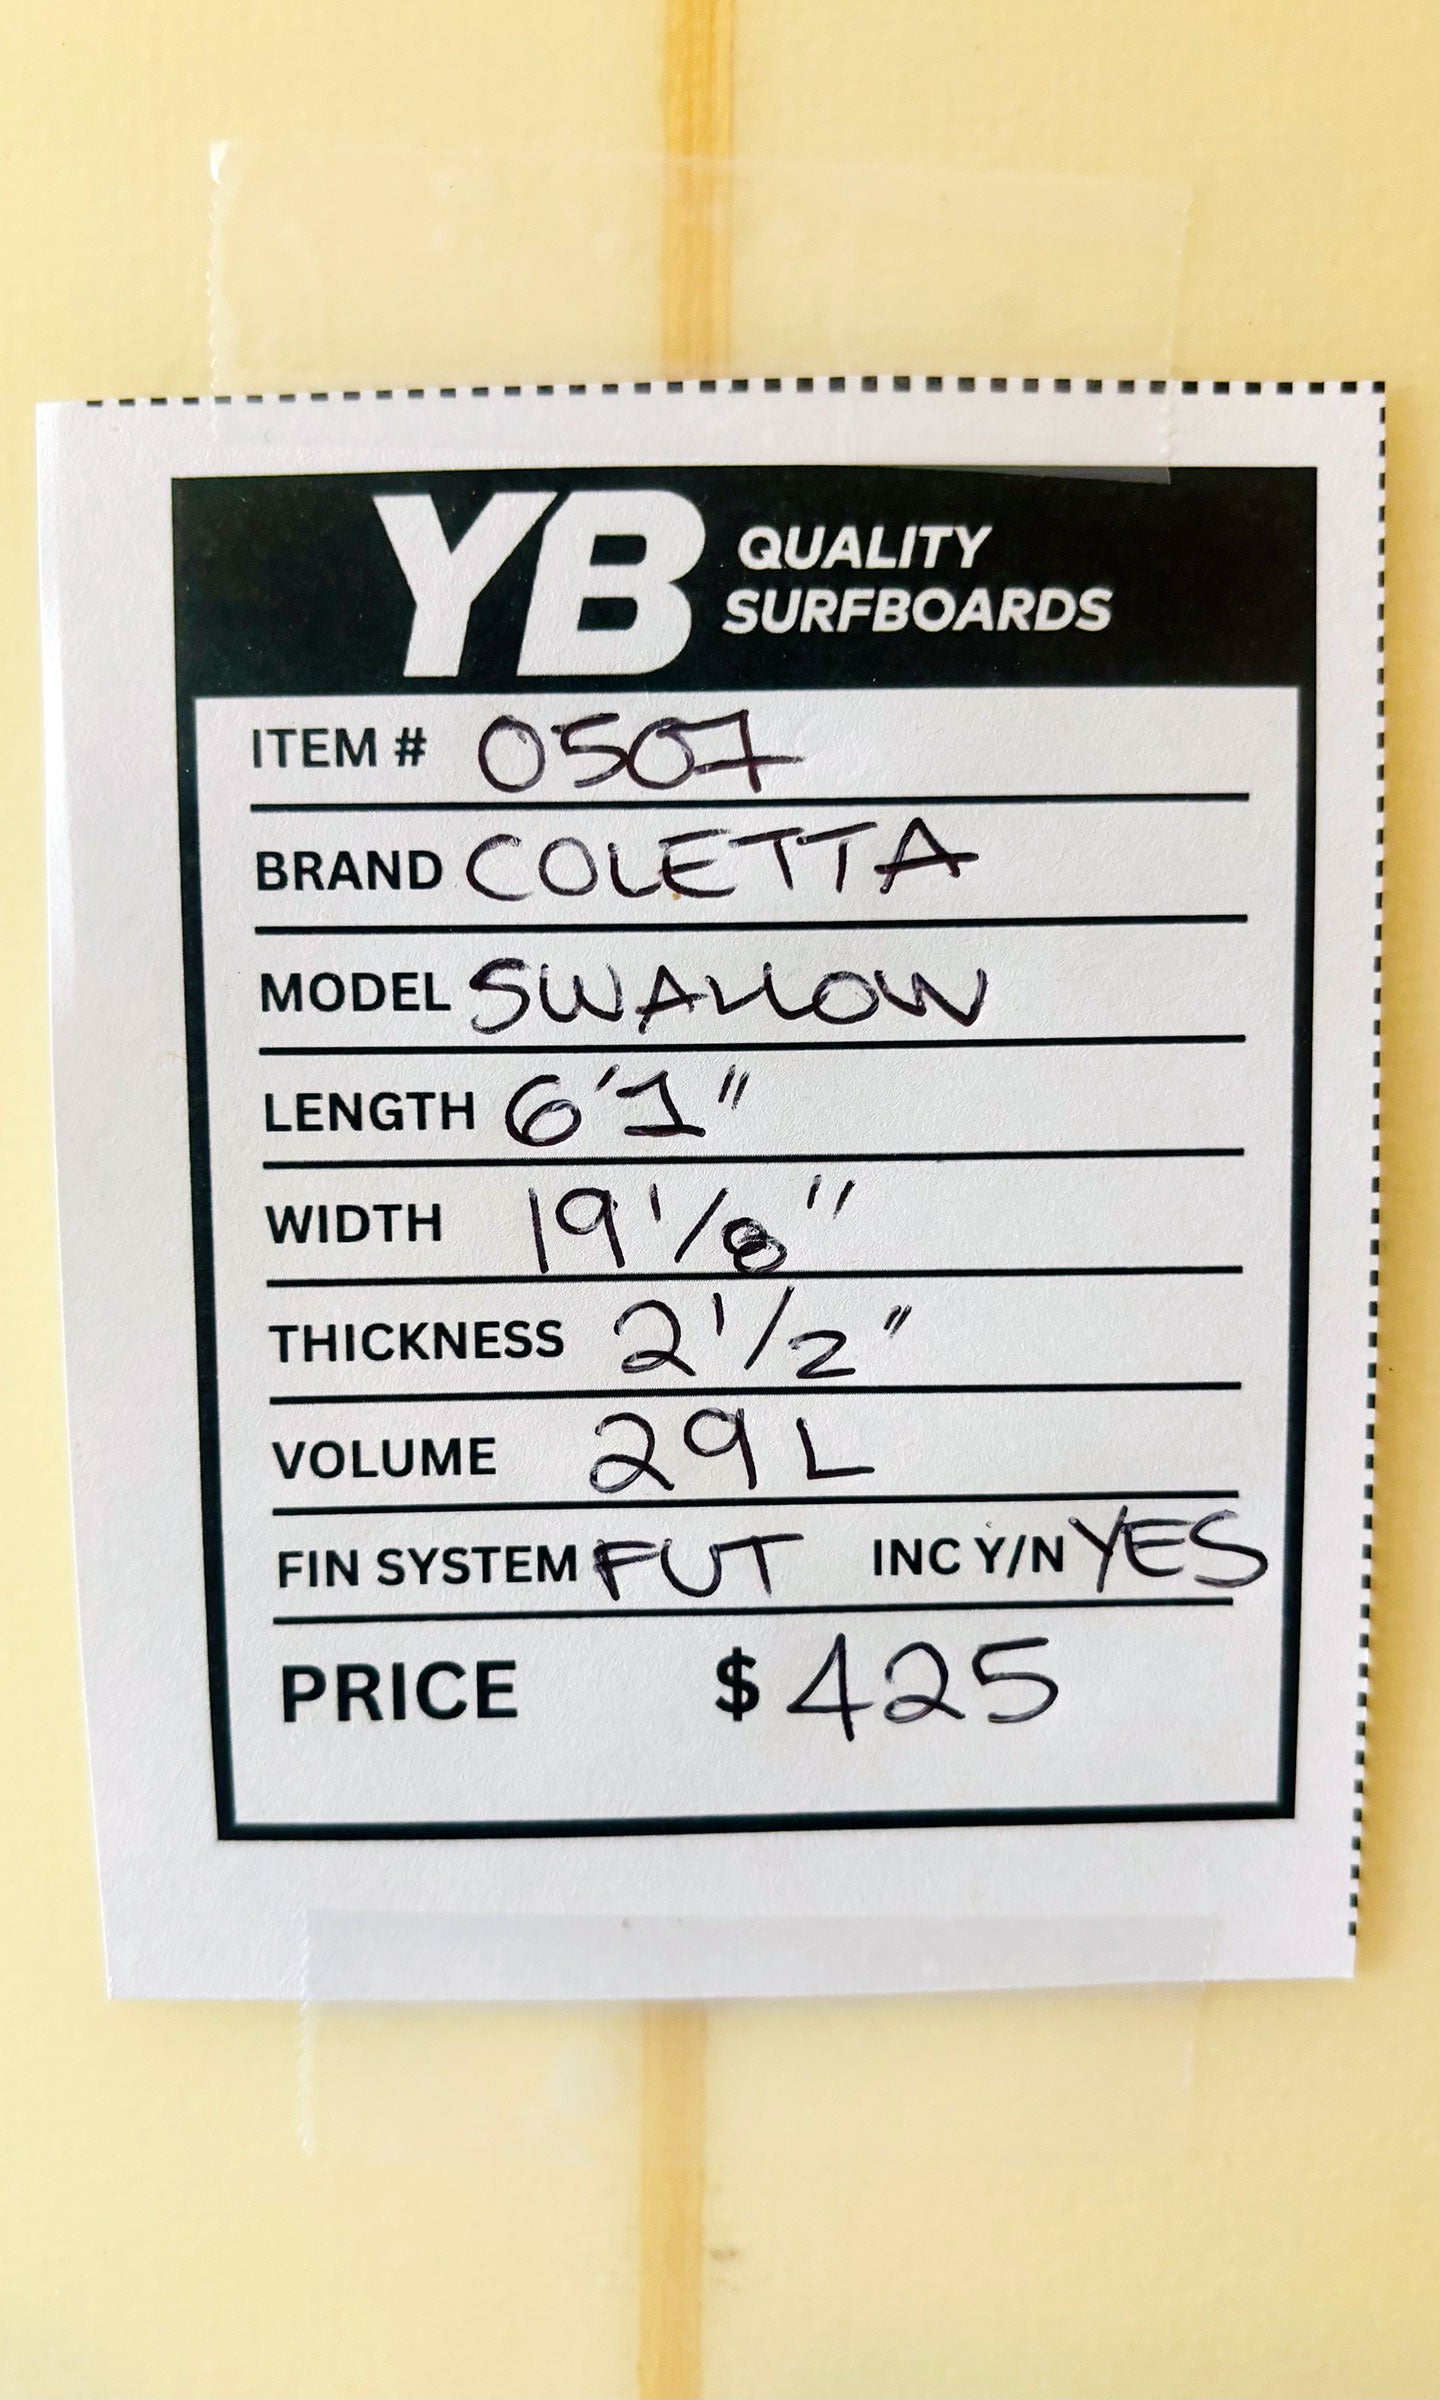 YB QUALITY
SURFBOARDS
ITEM # 0507
BRAND COLETTA
MODEL SWALLOW
LENGTH 6'1"
WIDTH 19 1/8"
THICKNESS 2 1/2"
VOLUME 29 L
FIN SYSTEM FUT INC Y/N YES
PRICE $ 425